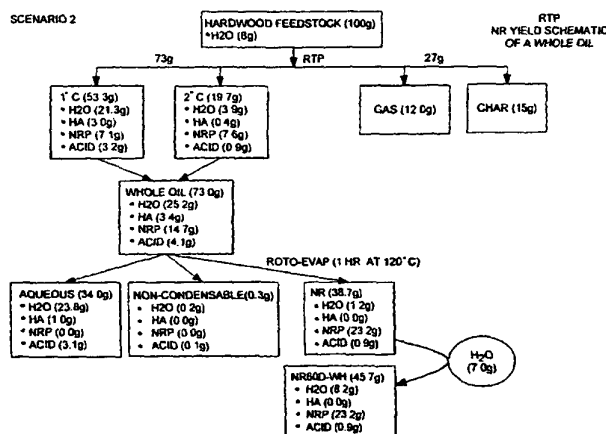 SCENARIO 2
HARDWOOD FEEDSTOCK (100g)
*H2O (8g)
RTP
NR YIELD SCHEMATIC
OF A WHOLE OIL
73g
RTP
27g
1° C (53.3g)
* H2O (21.3g)
* HA (3.0g)
* NRP (7.1g)
* ACID (3.2g)
2° C (19.7g)
* H2O (3.9g)
* HA (0.4g)
* NRP (7.6g)
* ACID (0.9g)
GAS (12.0g)
CHAR (15g)
WHOLE OIL (73.0g)
* H2O (25.2g)
* HA (3.4g)
* NRP (14.7g)
* ACID (4.1g)
ROTO-EVAP (1 HR AT 120°C)
AQUEOUS (34.0g)
* H2O (23.8g)
* HA (1.0g)
* NRP (0.0g)
* ACID (3.1g)
NON-CONDENSABLE(0.3g)
* H2O (0.2g)
* HA (0.0g)
* NRP (0.0g)
* ACID (0.1g)
NR (38.7g)
* H2O (1.2g)
* HA (0.0g)
* NRP (23.2g)
* ACID (0.9g)
H2O
(7.0g)
NR60D-WH (45.7g)
* H2O (8.2g)
* HA (0.0g)
* NRP (23.2g)
* ACID (0.9g)